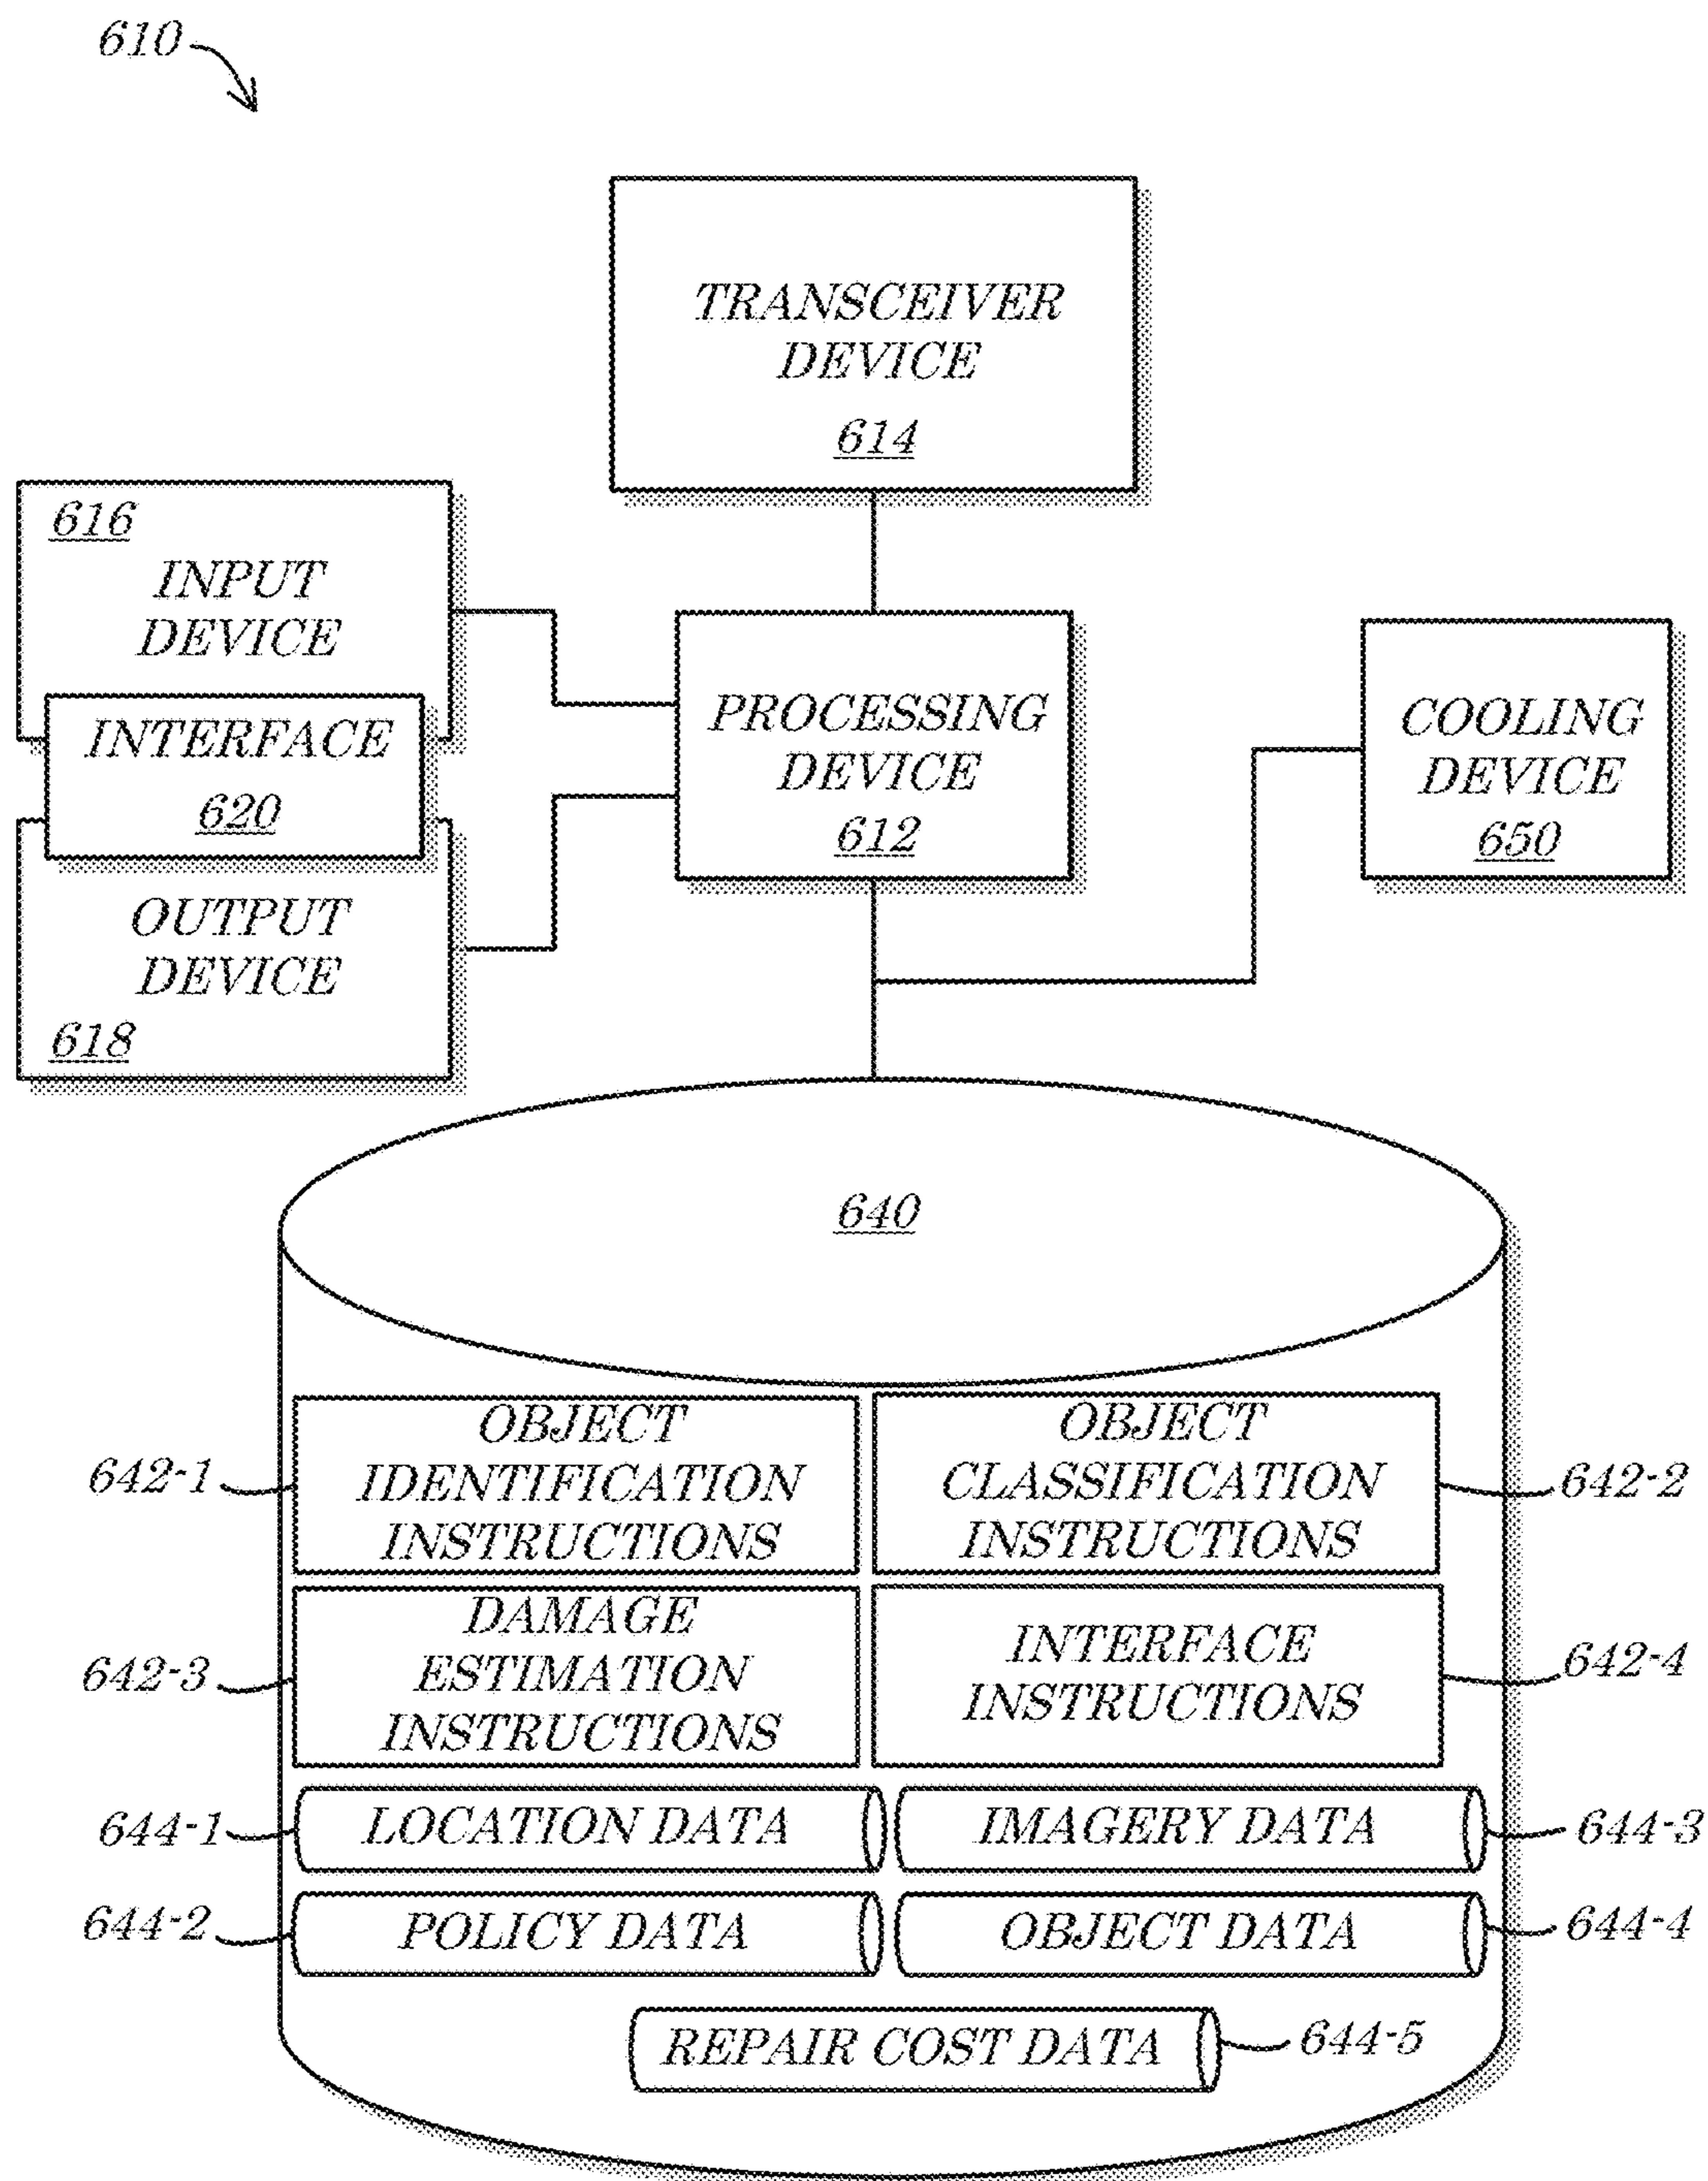 610
TRANSCEIVER
DEVICE
614
616
INPUT
DEVICE
INTERFACE
620
OUTPUT
DEVICE
618
PROCESSING
DEVICE
612
COOLING
DEVICE
650
640
OBJECT
IDENTIFICATION
INSTRUCTIONS
642-1
OBJECT
CLASSIFICATION
INSTRUCTIONS
642-2
DAMAGE
ESTIMATION
INSTRUCTIONS
642-3
INTERFACE
INSTRUCTIONS
642-4
644-1
LOCATION DATA
IMAGERY DATA
644-3
644-2
POLICY DATA
OBJECT DATA
644-4
REPAIR COST DATA
644-5